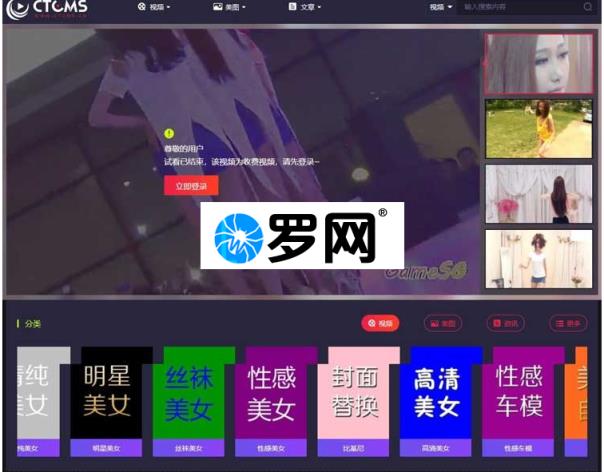 CTCMS
WWW.CTCMS.CN
视频
美图
文章
视频
输入搜索内容
尊敬的用户
试看已结束，该视频为收费视频，请先登录~
立即登录
罗网®
GameSO
分类
视频
美图
资讯
更多
清纯
美女
明星
美女
丝袜
美女
性感
美女
封面
替换
高清
美女
性感
车模
美
纯美女
明星美女
丝袜美女
性感美女
比基尼
高清美女
性感车模